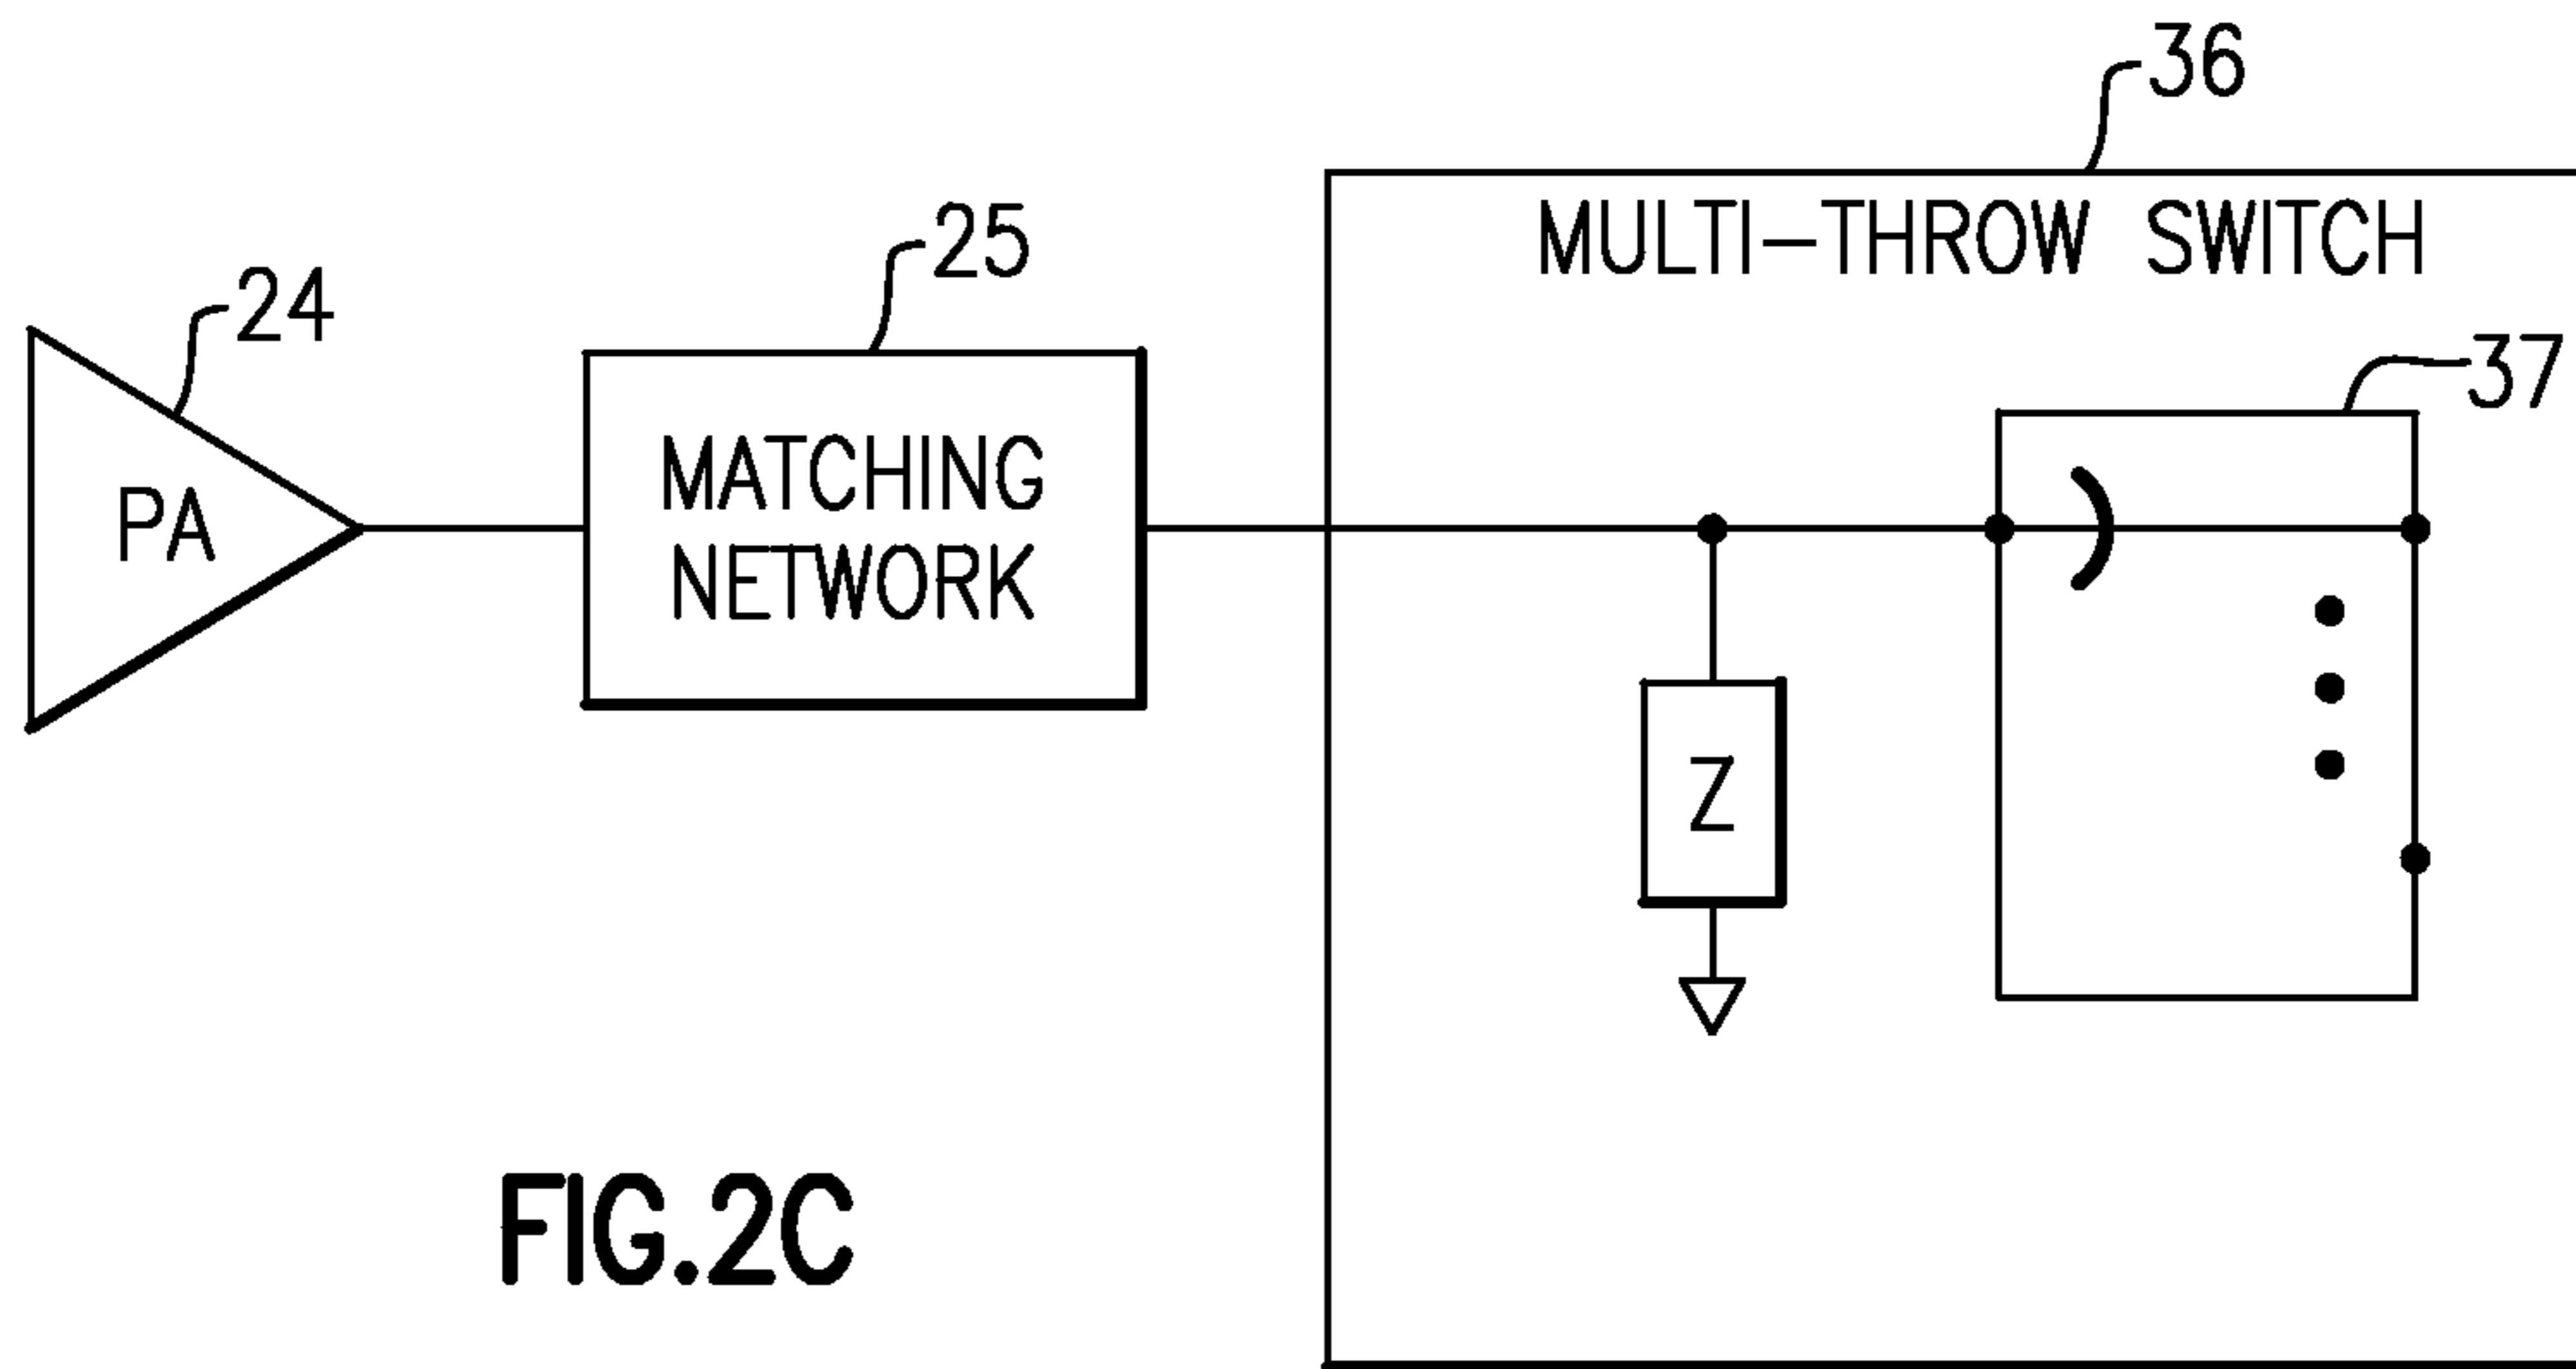 36
MULTI-THROW SWITCH
25
24
37
PA
MATCHING
NETWORK
Z
FIG.2C